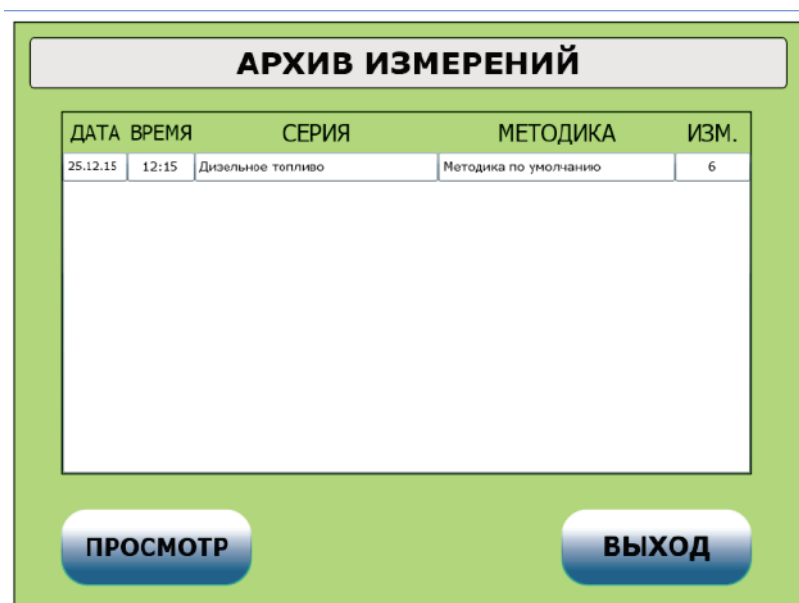 АРХИВ ИЗМЕРЕНИЙ
ДАТА ВРЕМЯ СЕРИЯ МЕТОДИКА ИЗМ.
25.12.15 12:15 Дизельное топливо Методика по умолчанию 6
ПРОСМОТР ВЫХОД